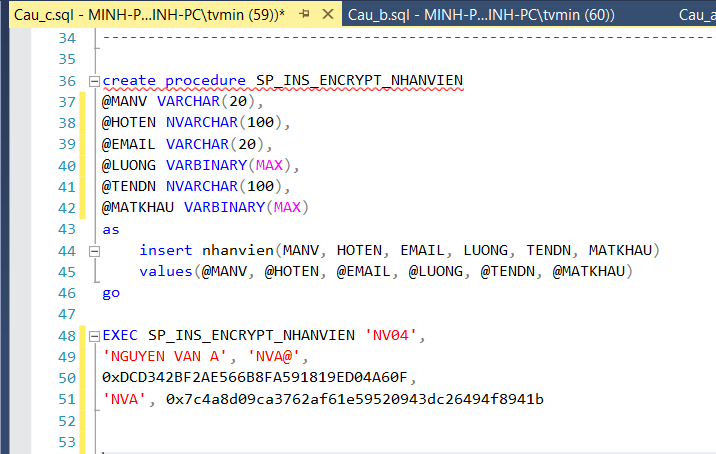 Cau_c.sql - MINH-P...INH-PC\tvmin (59))* Cau_b.sql - MINH-P...INH-PC\tvmin (60)) Cau_a
34 --------------------------------------------------------------------
35
36 create procedure SP_INS_ENCRYPT_NHANVIEN
37 @MANV VARCHAR(20),
38 @HOTEN NVARCHAR(100),
39 @EMAIL VARCHAR(20),
40 @LUONG VARBINARY(MAX),
41 @TENDN NVARCHAR(100),
42 @MATKHAU VARBINARY(MAX)
43 as
44 insert nhanvien(MANV, HOTEN, EMAIL, LUONG, TENDN, MATKHAU)
45 values(@MANV, @HOTEN, @EMAIL, @LUONG, @TENDN, @MATKHAU)
46 go
47
48 EXEC SP_INS_ENCRYPT_NHANVIEN 'NV04',
49 'NGUYEN VAN A', 'NVA@',
50 0xDCD342BF2AE566B8FA591819ED04A60F,
51 'NVA', 0x7c4a8d09ca3762af61e59520943dc26494f8941b
52
53